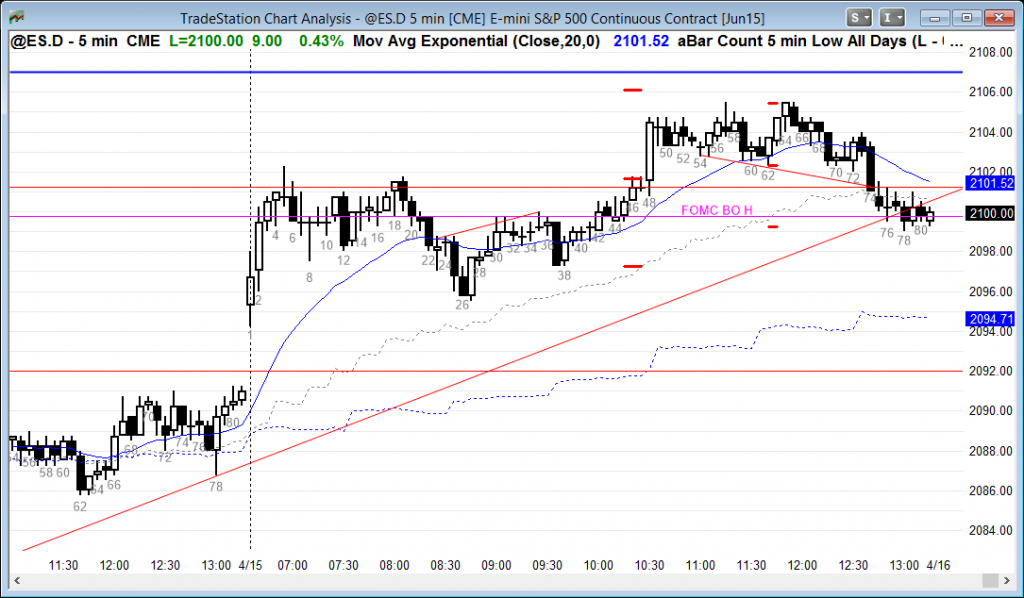 TradeStation Chart Analysis - @ES.D 5 min [CME] E-mini S&P 500 Continuous Contract [Jun15]
S I
@ES.D - 5 min CME L=2100.00 9.00 0.43% Mov Avg Exponential (Close,20,0) 2101.52 aBar Count 5 min Low All Days (L - ...
2108.00
2106.00
2104.00
50 52 54 56 58 60 62 64 66 68 70 72 74
2102.00
2101.52
FOMC BO H
2100.00
2 4 6 8 10 12 14 16 18 20 22 24 26 28 30 32 34 36 38 40 42 44 46 48
76 78 80
2098.00
2096.00
2094.71
2094.00
2092.00
2090.00
56 58 60 62 64 66 68 70 72 74 76 78 80
2088.00
2086.00
2084.00
11:30 12:00 12:30 13:00 4/15 07:00 07:30 08:00 08:30 09:00 09:30 10:00 10:30 11:00 11:30 12:00 12:30 13:00 4/16